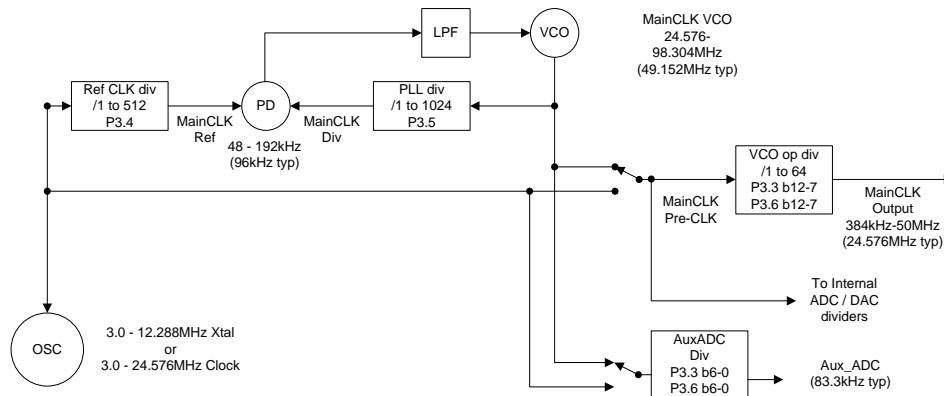 LPF
VCO
MainCLK VCO
24.576-
98.304MHz
(49.152MHz typ)
Ref CLK div
/1 to 512
P3.4
MainCLK
Ref
PD
48 - 192kHz
(96kHz typ)
MainCLK
Div
PLL div
/1 to 1024
P3.5
MainCLK
Pre-CLK
VCO op div
/1 to 64
P3.3 b12-7
P3.6 b12-7
MainCLK
Output
384kHz-50MHz
(24.576MHz typ)
To Internal
ADC / DAC
dividers
OSC
3.0 - 12.288MHz Xtal
or
3.0 - 24.576MHz Clock
AuxADC
Div
P3.3 b6-0
P3.6 b6-0
Aux_ADC
(83.3kHz typ)